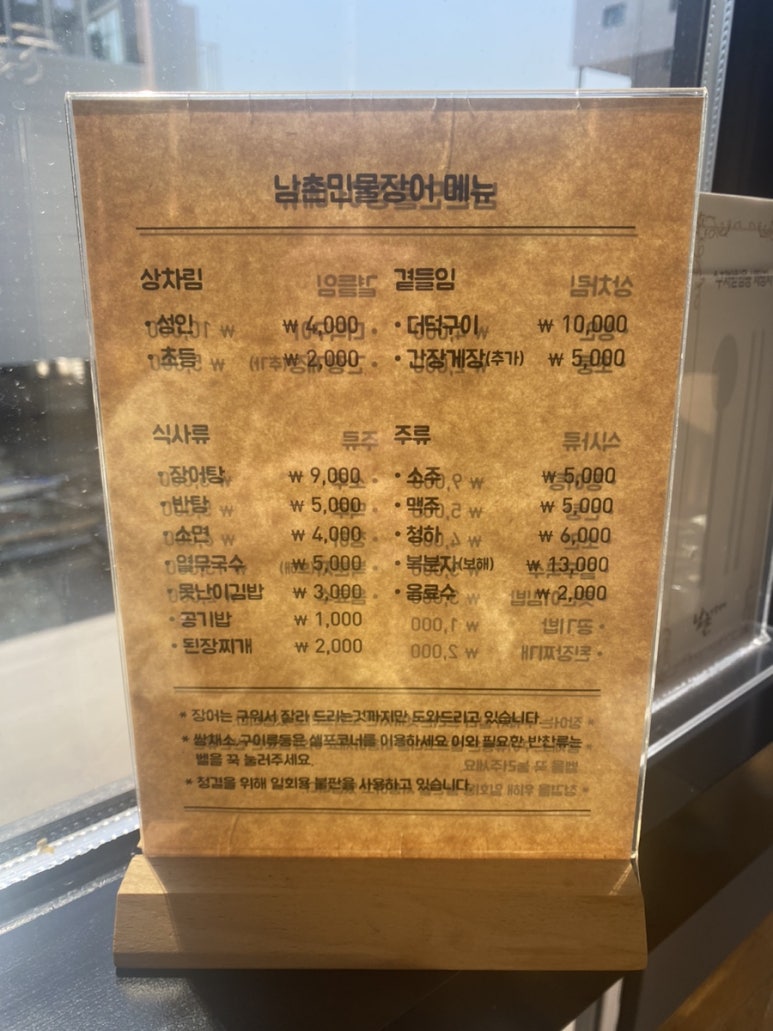 남촌민물장어 메뉴
상차림
· 성인 ₩ 4,000
· 초등 ₩ 2,000
곁들임
· 더덕구이 ₩ 10,000
· 간장게장(추가) ₩ 5,000
식사류
· 장어탕 ₩ 9,000
· 반탕 ₩ 5,000
· 소면 ₩ 4,000
· 열무국수 ₩ 5,000
· 못난이김밥 ₩ 3,000
· 공기밥 ₩ 1,000
· 된장찌개 ₩ 2,000
주류
· 소주 ₩ 5,000
· 맥주 ₩ 5,000
· 청하 ₩ 6,000
· 복분자(보해) ₩ 13,000
· 음료수 ₩ 2,000
* 장어는 구워서 잘라 드리는것까지만 도와드리고 있습니다.
* 쌈채소, 구이류등은 셀프코너를 이용하세요 이외 필요한 반찬류는
벨을 꾹 눌러주세요.
* 청결을 위해 일회용 불판을 사용하고 있습니다.